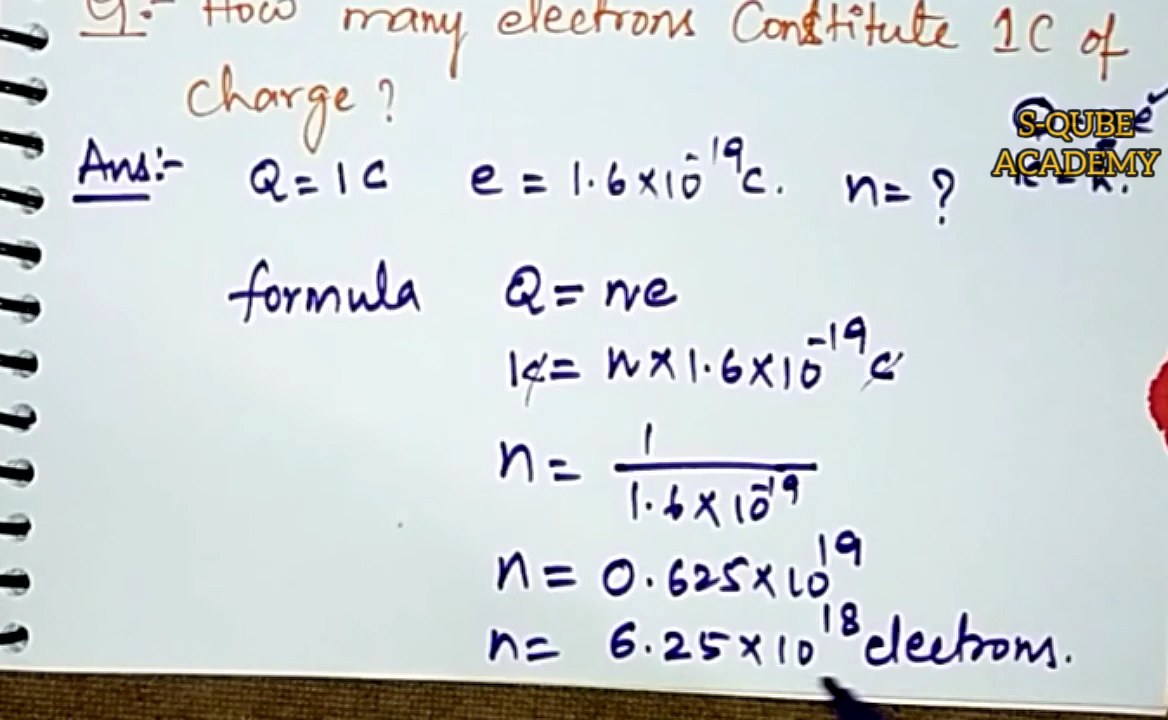 Q:- How many electrons Constitute 1C of
charge?
S-QUBE
ACADEMY
Ans:- Q = 1C e = 1.6×10⁻¹⁹C. n = ?
formula Q = ne
1C = n×1.6×10⁻¹⁹C
n = 1
1.6×10⁻¹⁹
n = 0.625×10¹⁹
n = 6.25×10¹⁸ electrons.